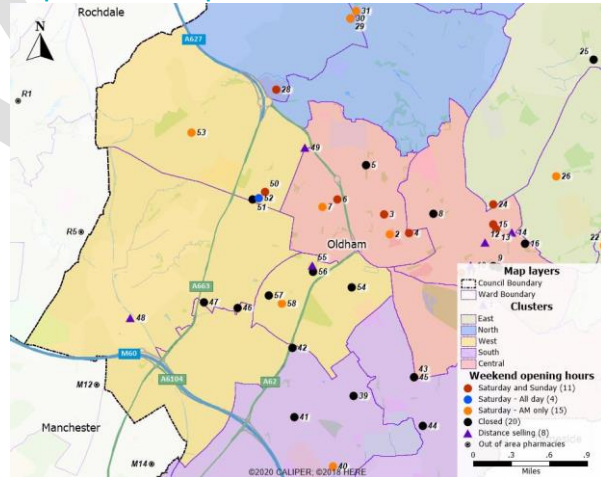 Rochdale
N
A627
31
30
29
25
28
R1
53
49
5
26
50
52
51
7
6
3
8
24
15
12
13
14
16
2
4
Oldham
9
22
R5
55
56
54
57
58
A663
47
46
48
42
M60
A6104
A62
M12
43
45
39
41
44
Manchester
M14
40
©2020 CALIPER; ©2018 HERE
Map layers
Council Boundary
Ward Boundary
Clusters
East
North
West
South
Central
Weekend opening hours
Saturday and Sunday (11)
Saturday - All day (4)
Saturday - AM only (15)
Closed (20)
Distance selling (8)
Out of area pharmacies
0 .3 .6 .9
Miles